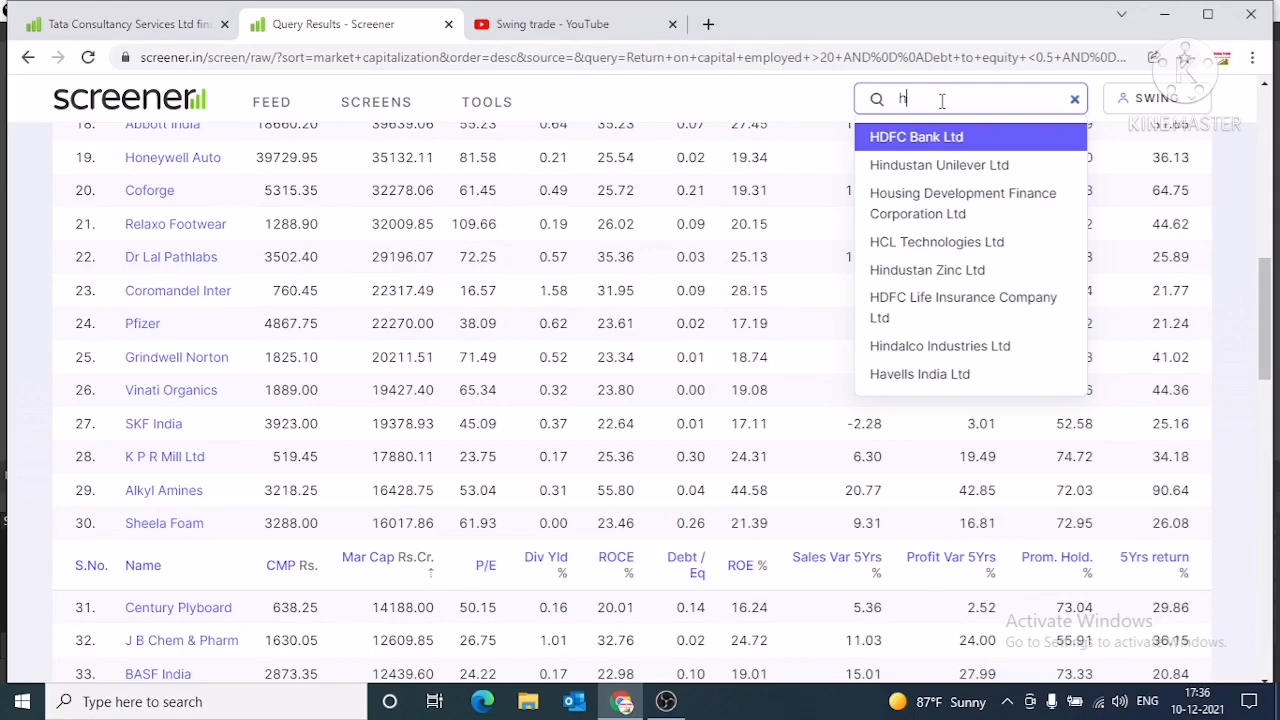 Tata Consultancy Services Ltd fin
Query Results - Screener
Swing trade - YouTube
screener.in/screen/raw/?sort=market+capitalization&order=desc&source=&query=Return+on+capital+employed+>20+AND%0D%0ADebt+to+equity+<0.5+AND%0D...
screener
FEED
SCREENS
TOOLS
h
SWING
K
KINEMASTER
HDFC Bank Ltd
Hindustan Unilever Ltd
Housing Development Finance
Corporation Ltd
HCL Technologies Ltd
Hindustan Zinc Ltd
HDFC Life Insurance Company
Ltd
Hindalco Industries Ltd
Havells India Ltd
18. Abbott India 18660.20 39639.06 55.23 0.64 35.23 0.07 27.45
19. Honeywell Auto 39729.95 35132.11 81.58 0.21 25.54 0.02 19.34 36.13
20. Coforge 5315.35 32278.06 61.45 0.49 25.72 0.21 19.31 64.75
21. Relaxo Footwear 1288.90 32009.85 109.66 0.19 26.02 0.09 20.15 44.62
22. Dr Lal Pathlabs 3502.40 29196.07 72.25 0.57 35.36 0.03 25.13 25.89
23. Coromandel Inter 760.45 22317.49 16.57 1.58 31.95 0.09 28.15 21.77
24. Pfizer 4867.75 22270.00 38.09 0.62 23.61 0.02 17.19 21.24
25. Grindwell Norton 1825.10 20211.51 71.49 0.52 23.34 0.01 18.74 41.02
26. Vinati Organics 1889.00 19427.40 65.34 0.32 23.80 0.00 19.08 44.36
27. SKF India 3923.00 19378.93 45.09 0.37 22.64 0.01 17.11 -2.28 3.01 52.58 25.16
28. K P R Mill Ltd 519.45 17880.11 23.75 0.17 25.36 0.30 24.31 6.30 19.49 74.72 34.18
29. Alkyl Amines 3218.25 16428.75 53.04 0.31 55.80 0.04 44.58 20.77 42.85 72.03 90.64
30. Sheela Foam 3288.00 16017.86 61.93 0.00 23.46 0.26 21.39 9.31 16.81 72.95 26.08
S.No. Name CMP Rs. Mar Cap Rs.Cr. ↑ P/E Div Yld % ROCE % Debt / Eq ROE % Sales Var 5Yrs % Profit Var 5Yrs % Prom. Hold. % 5Yrs return %
31. Century Plyboard 638.25 14188.00 50.15 0.16 20.01 0.14 16.24 5.36 2.52 73.04 29.86
32. J B Chem & Pharm 1630.05 12609.85 26.75 1.01 32.76 0.02 24.72 11.03 24.00 55.91 36.15
33. BASF India 2873.35 12439.60 24.22 0.17 22.98 0.10 19.01 15.01 27.99 73.33 20.84
Activate Windows
Go to Settings to activate Windows.
Type here to search
87°F Sunny
ENG
17:36
10-12-2021